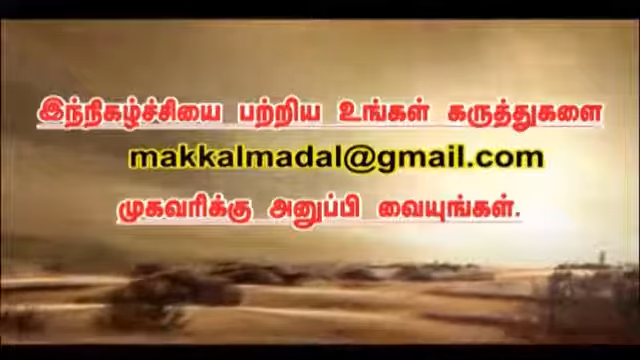 இந்நிகழ்ச்சியை பற்றிய உங்கள் கருத்துகளை
makkalmadal@gmail.com
முகவரிக்கு அனுப்பி வையுங்கள்.